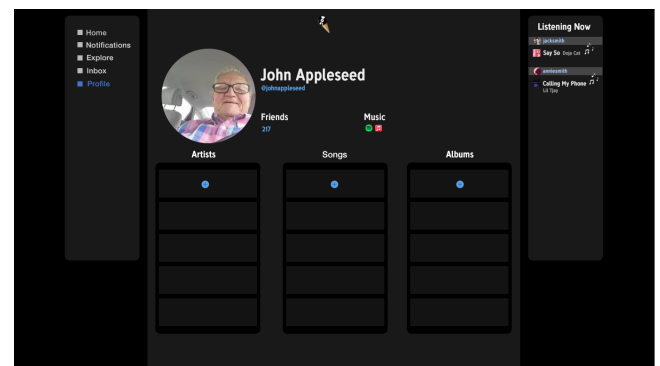 Home
Notifications
Explore
Inbox
Profile
John Appleseed
@johnappleseed
Friends
217
Music
Artists
Songs
Albums
Listening Now
jacksmith
Say So Doja Cat
anniesmith
Calling My Phone
Lil Tjay